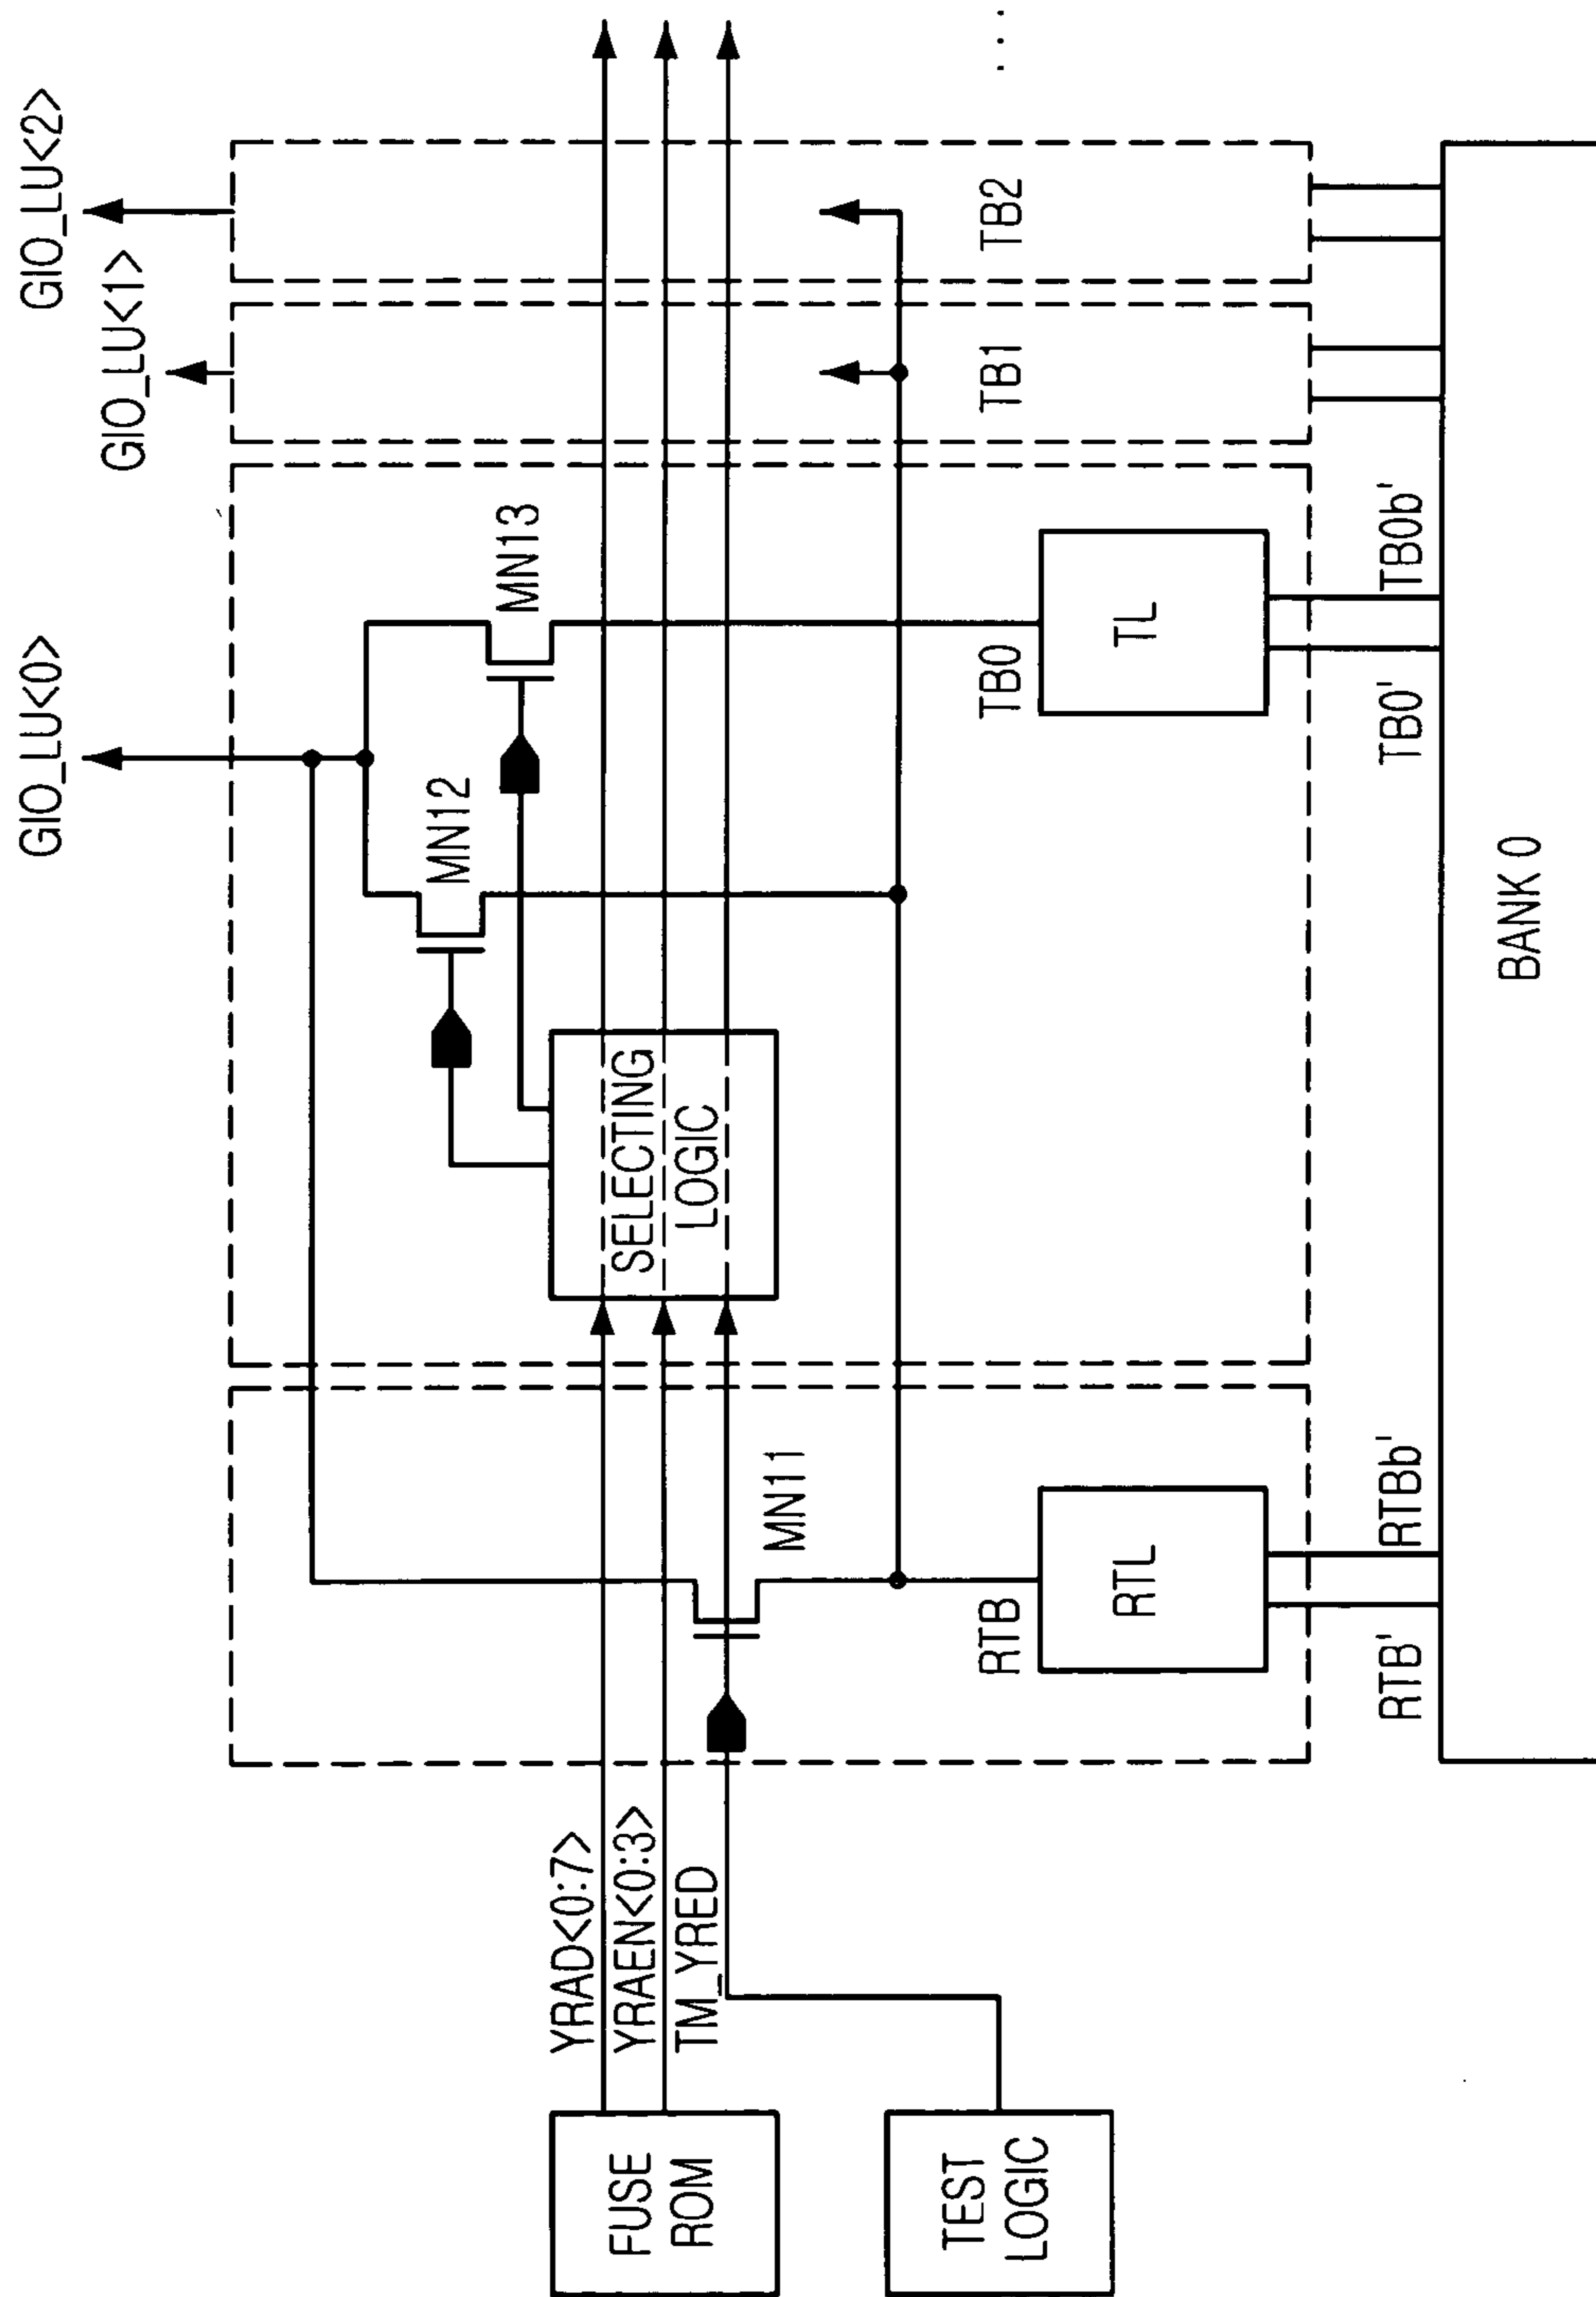 GIO_LU<0>
GIO_LU<1>
GIO_LU<2>
MN12
MN13
YRAD<0:7>
YRAEN<0:3>
TM_YRED
FUSE
ROM
SELECTING
LOGIC
MN11
TEST
LOGIC
RTB
TB0
TB1
TB2
. . .
RTL
TL
RTB'
RTBb'
TB0'
TB0b'
BANK 0